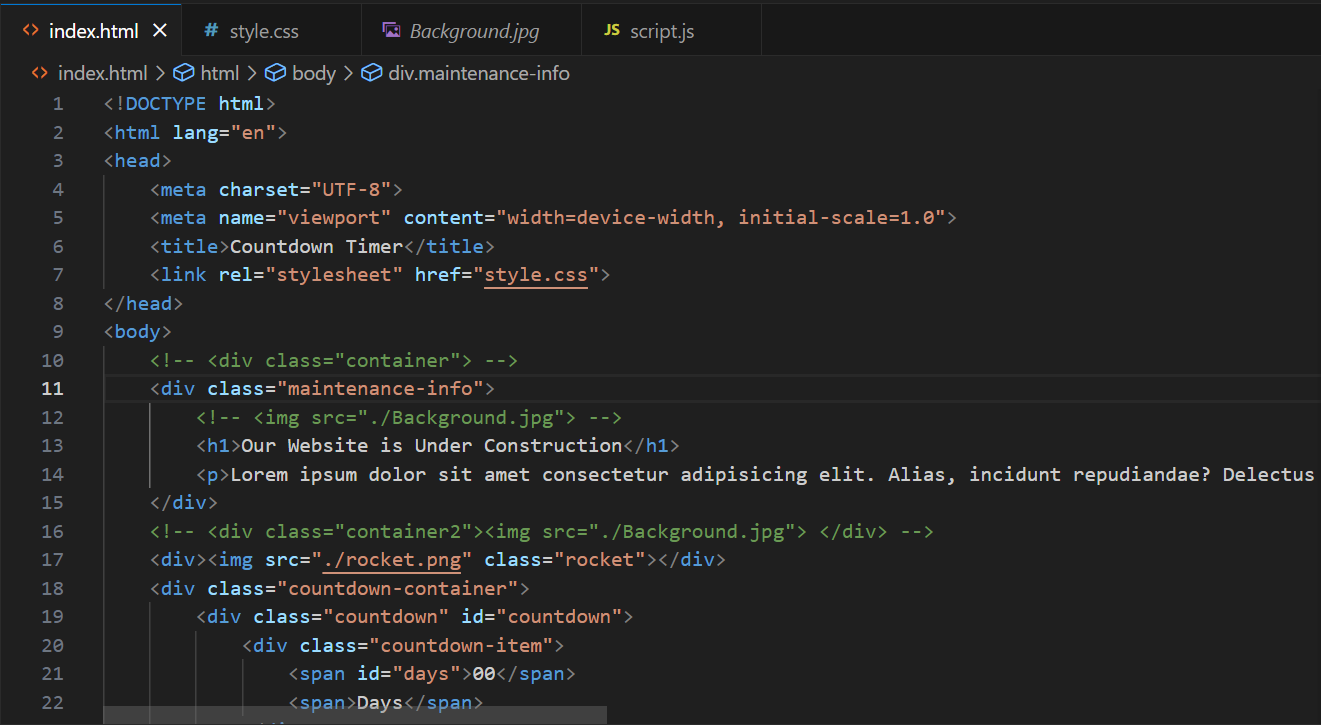 index.html style.css Background.jpg JS script.js
index.html > html > body > div.maintenance-info
1 <!DOCTYPE html>
2 <html lang="en">
3 <head>
4 <meta charset="UTF-8">
5 <meta name="viewport" content="width=device-width, initial-scale=1.0">
6 <title>Countdown Timer</title>
7 <link rel="stylesheet" href="style.css">
8 </head>
9 <body>
10 <!-- <div class="container"> -->
11 <div class="maintenance-info">
12 <!-- <img src="./Background.jpg"> -->
13 <h1>Our Website is Under Construction</h1>
14 <p>Lorem ipsum dolor sit amet consectetur adipisicing elit. Alias, incidunt repudiandae? Delectus
15 </div>
16 <!-- <div class="container2"><img src="./Background.jpg"> </div> -->
17 <div><img src="./rocket.png" class="rocket"></div>
18 <div class="countdown-container">
19 <div class="countdown" id="countdown">
20 <div class="countdown-item">
21 <span id="days">00</span>
22 <span>Days</span>